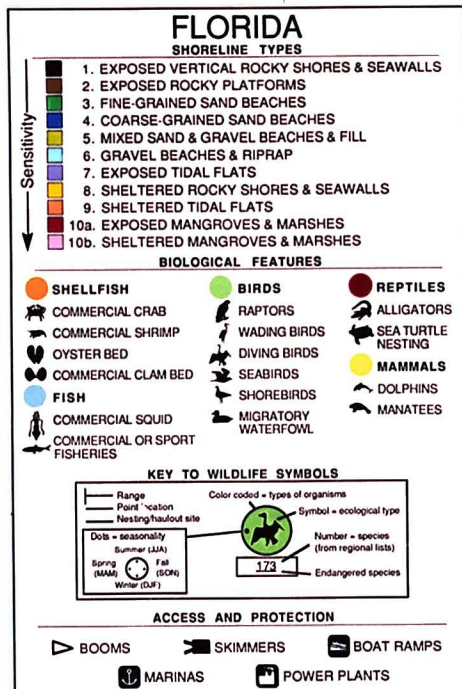 FLORIDA
SHORELINE TYPES
Sensitivity
1. EXPOSED VERTICAL ROCKY SHORES & SEAWALLS
2. EXPOSED ROCKY PLATFORMS
3. FINE-GRAINED SAND BEACHES
4. COARSE-GRAINED SAND BEACHES
5. MIXED SAND & GRAVEL BEACHES & FILL
6. GRAVEL BEACHES & RIPRAP
7. EXPOSED TIDAL FLATS
8. SHELTERED ROCKY SHORES & SEAWALLS
9. SHELTERED TIDAL FLATS
10a. EXPOSED MANGROVES & MARSHES
10b. SHELTERED MANGROVES & MARSHES
BIOLOGICAL FEATURES
SHELLFISH
COMMERCIAL CRAB
COMMERCIAL SHRIMP
OYSTER BED
COMMERCIAL CLAM BED
FISH
COMMERCIAL SQUID
COMMERCIAL OR SPORT
FISHERIES
BIRDS
RAPTORS
WADING BIRDS
DIVING BIRDS
SEABIRDS
SHOREBIRDS
MIGRATORY
WATERFOWL
REPTILES
ALLIGATORS
SEA TURTLE
NESTING
MAMMALS
DOLPHINS
MANATEES
KEY TO WILDLIFE SYMBOLS
Range
Point location
Nesting/haulout site
Dots = seasonality
Summer (JJA)
Spring
(MAM)
Fall
(SON)
Winter (DJF)
Color coded = types of organisms
Symbol = ecological type
Number = species
(from regional lists)
173
Endangered species
ACCESS AND PROTECTION
BOOMS
SKIMMERS
BOAT RAMPS
MARINAS
POWER PLANTS